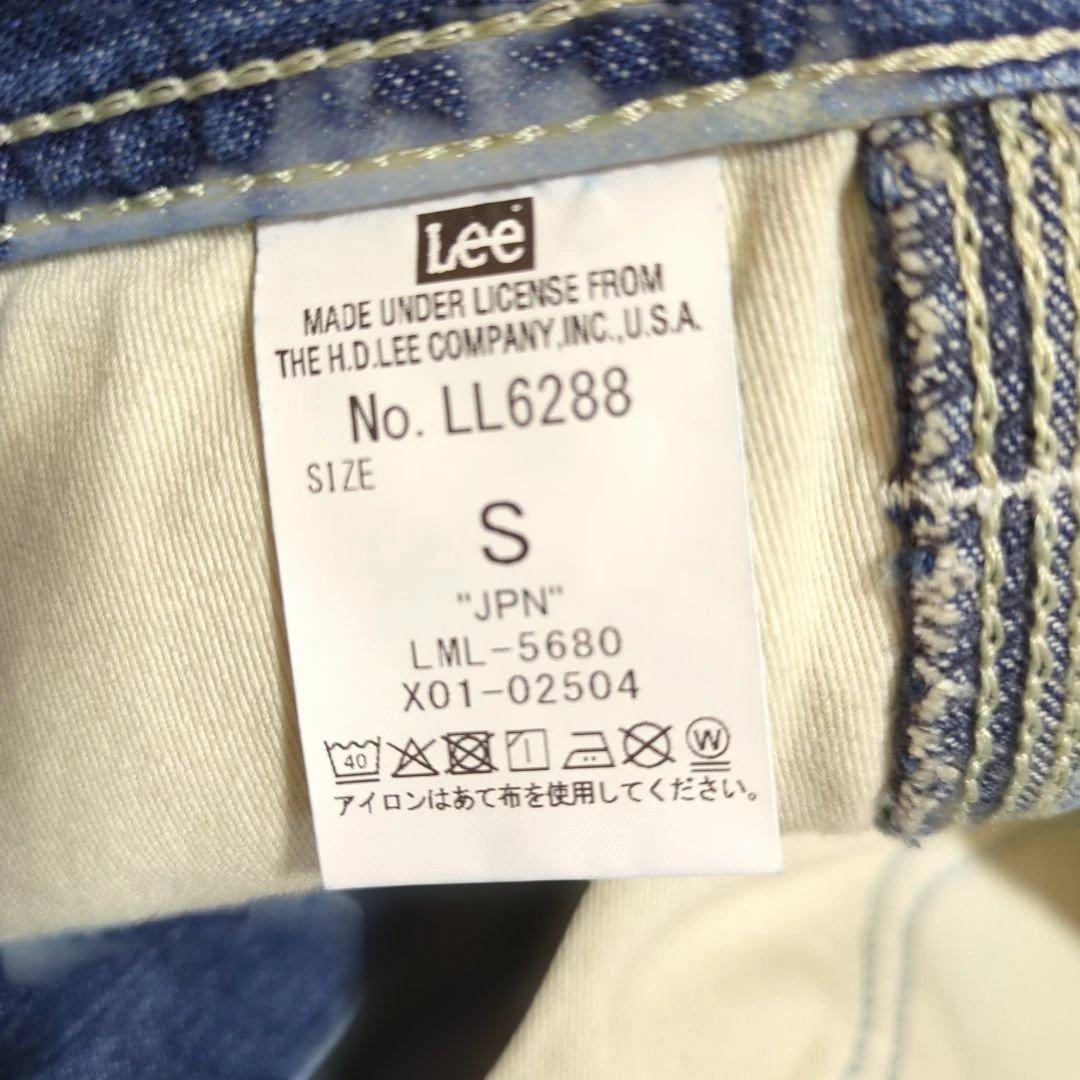 Lee
MADE UNDER LICENSE FROM
THE H.D.LEE COMPANY,INC.,U.S.A.
No. LL6288
SIZE
S
"JPN"
LML-5680
X01-02504
40 W
アイロンはあて布を使用してください。